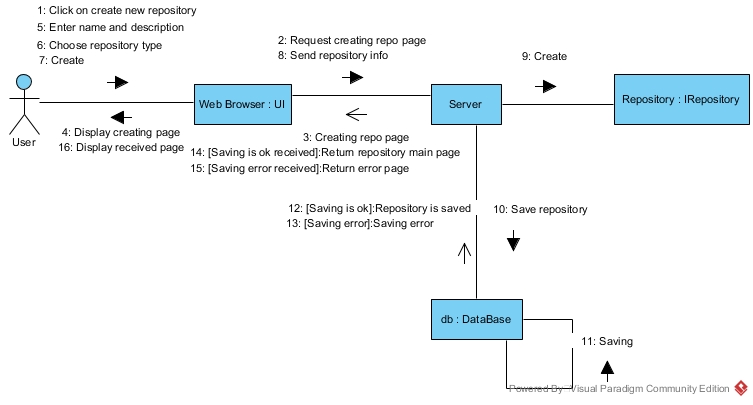 1: Click on create new repository
5: Enter name and description
6: Choose repository type
7: Create
2: Request creating repo page
8: Send repository info
9: Create
User
Web Browser : UI
Server
Repository : IRepository
4: Display creating page
16: Display received page
3: Creating repo page
14: [Saving is ok received]:Return repository main page
15: [Saving error received]:Return error page
12: [Saving is ok]:Repository is saved
13: [Saving error]:Saving error
10: Save repository
db : DataBase
11: Saving
Powered By Visual Paradigm Community Edition